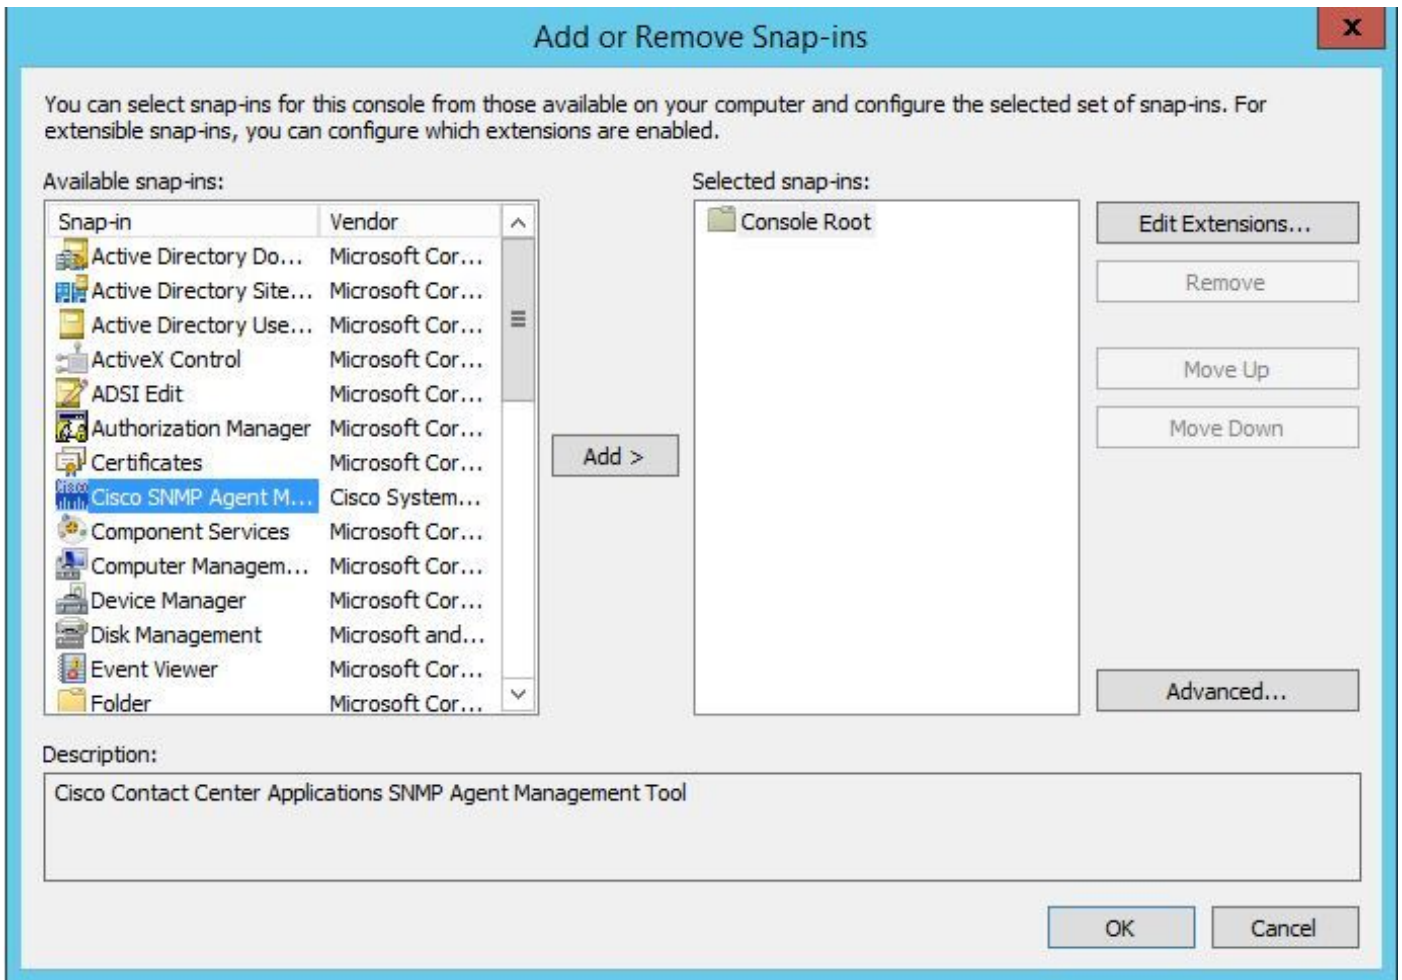 Add or Remove Snap-ins
x
You can select snap-ins for this console from those available on your computer and configure the selected set of snap-ins. For
extensible snap-ins, you can configure which extensions are enabled.
Available snap-ins:
Snap-in Vendor
Active Directory Do... Microsoft Cor...
Active Directory Site... Microsoft Cor...
Active Directory Use... Microsoft Cor...
ActiveX Control Microsoft Cor...
ADSI Edit Microsoft Cor...
Authorization Manager Microsoft Cor...
Certificates Microsoft Cor...
Cisco
Cisco SNMP Agent M... Cisco System...
Component Services Microsoft Cor...
Computer Managem... Microsoft Cor...
Device Manager Microsoft Cor...
Disk Management Microsoft and...
Event Viewer Microsoft Cor...
Folder Microsoft Cor...
Add >
Selected snap-ins:
Console Root
Edit Extensions...
Remove
Move Up
Move Down
Advanced...
Description:
Cisco Contact Center Applications SNMP Agent Management Tool
OK Cancel